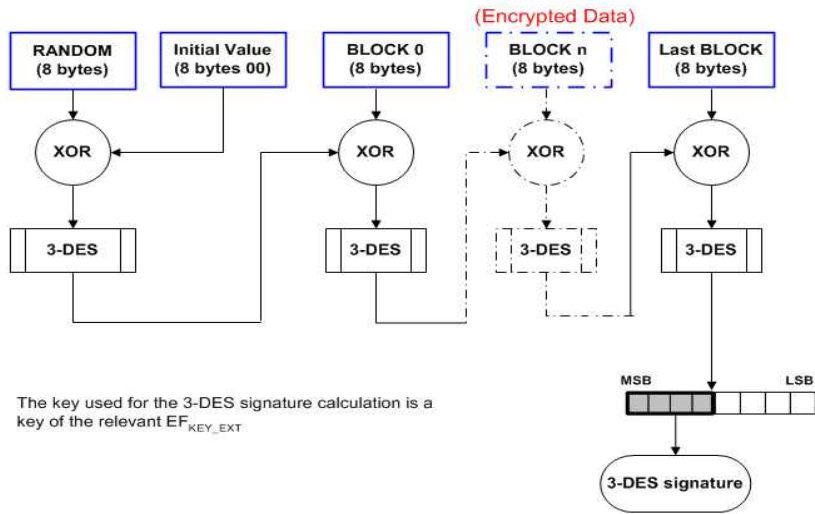 (Encrypted Data)
RANDOM
(8 bytes)
Initial Value
(8 bytes 00)
BLOCK 0
(8 bytes)
BLOCK n
(8 bytes)
Last BLOCK
(8 bytes)
XOR
XOR
XOR
XOR
3-DES
3-DES
3-DES
3-DES
MSB
LSB
The key used for the 3-DES signature calculation is a
key of the relevant EF KEY_EXT
3-DES signature